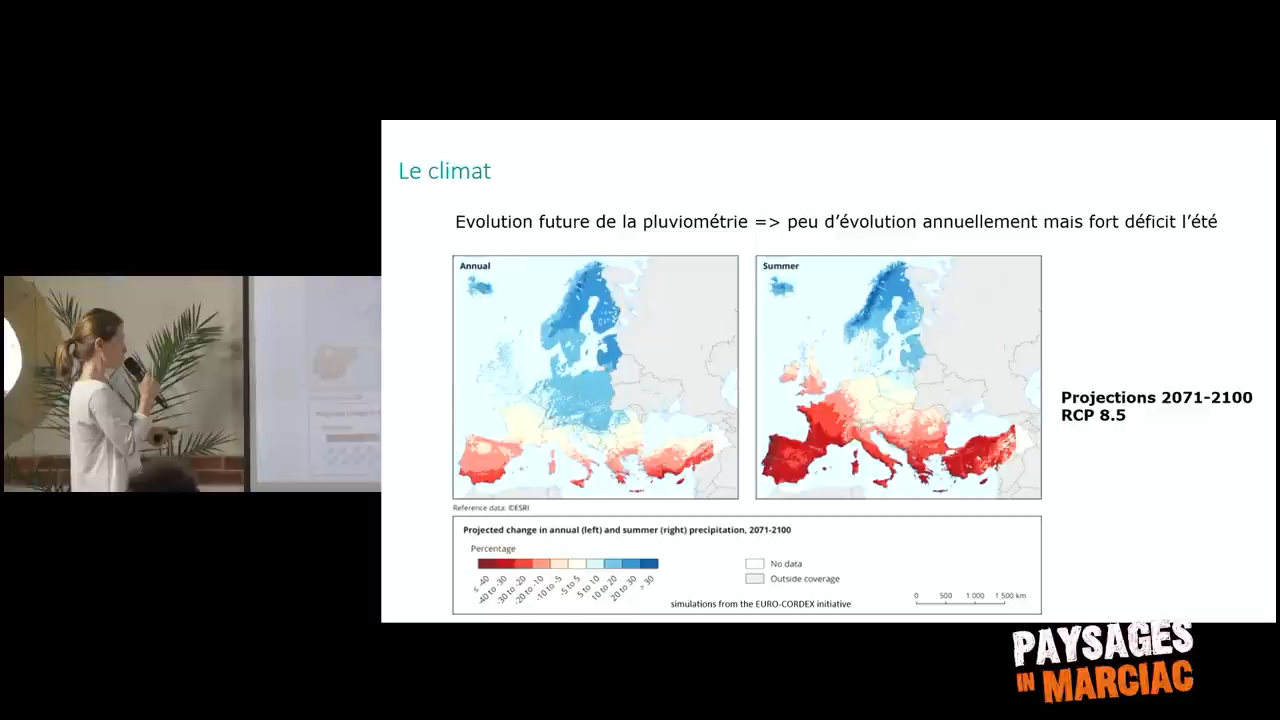 Le climat
Evolution future de la pluviométrie => peu d’évolution annuellement mais fort déficit l’été
Annual
Summer
Projections 2071-2100
RCP 8.5
Reference data: ©ESRI
Projected change in annual (left) and summer (right) precipitation, 2071-2100
Percentage
≤ -40
-40 to -30
-30 to -20
-20 to -10
-10 to -5
-5 to 5
5 to 10
10 to 20
20 to 30
> 30
No data
Outside coverage
0 500 1 000 1 500 km
simulations from the EURO-CORDEX initiative
PAYSAGES
IN MARCIAC